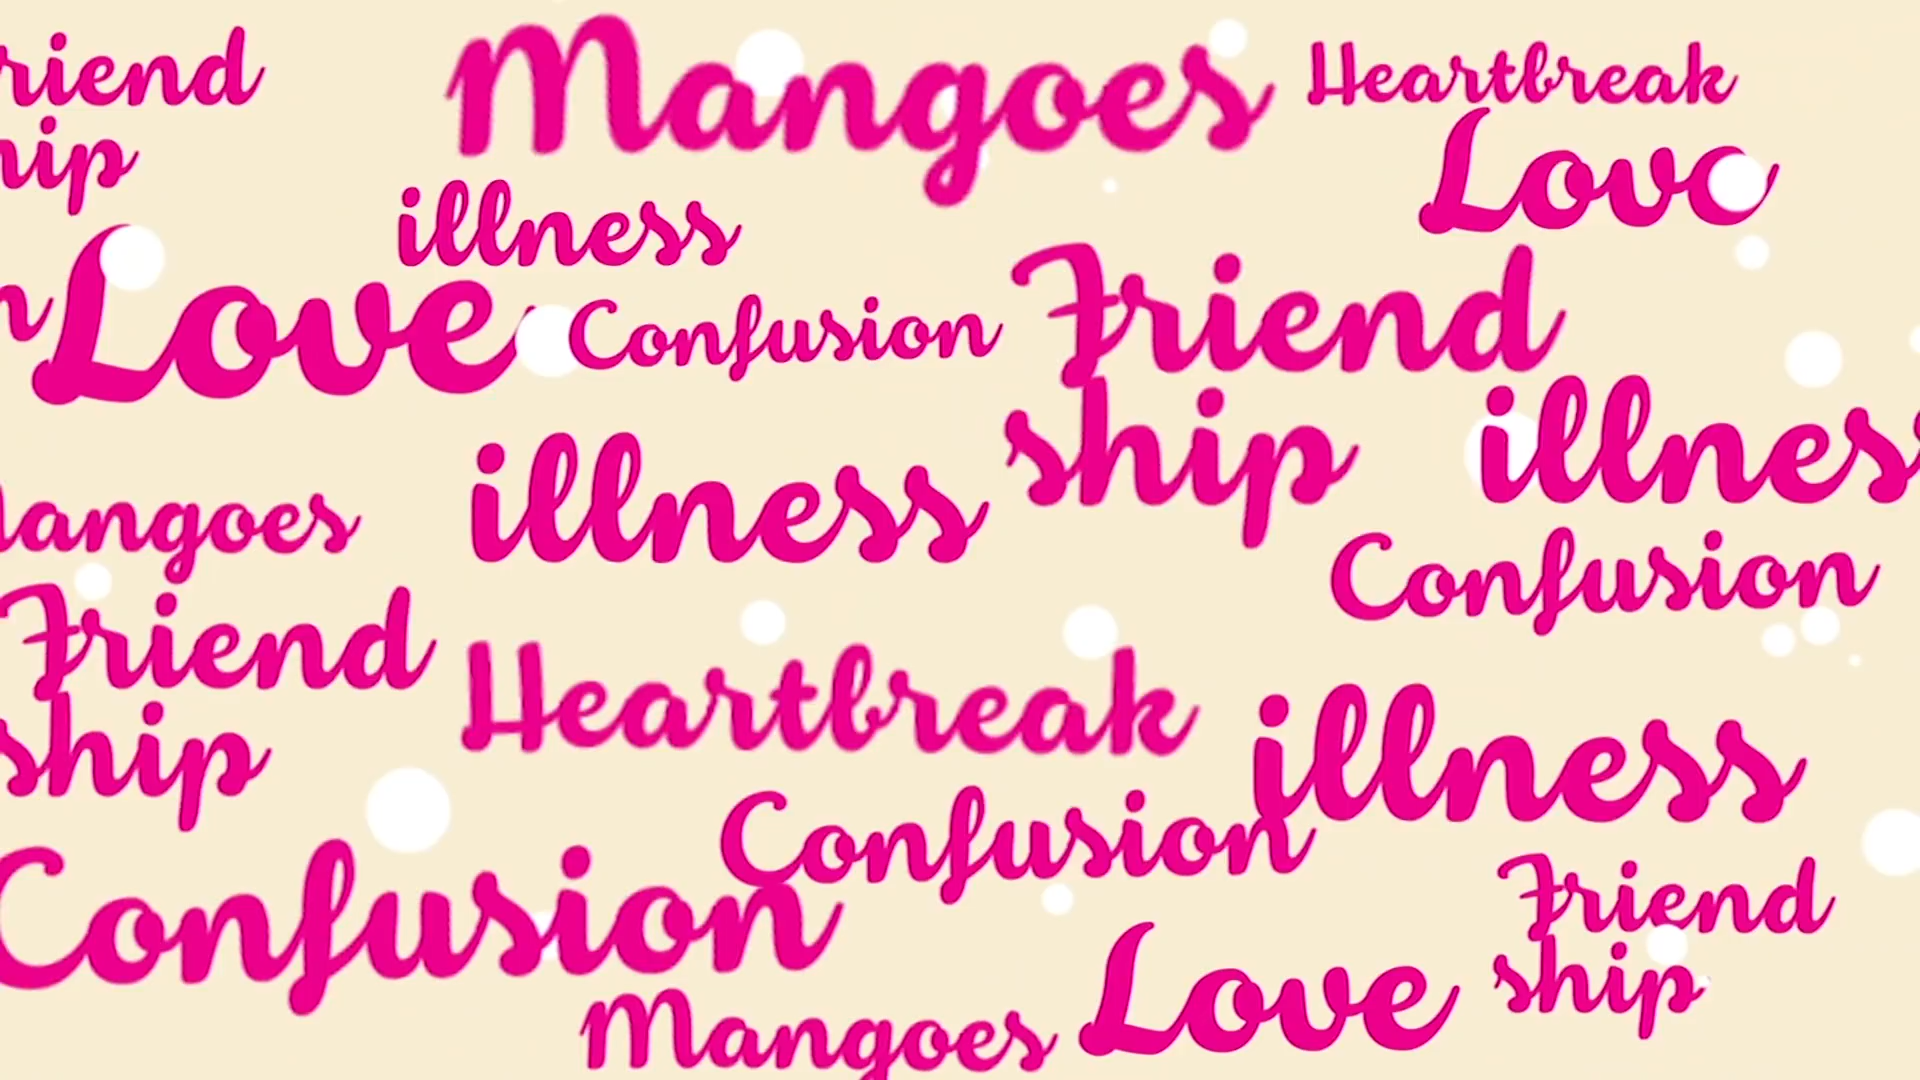 riend
hip
Mangoes
Heartbreak
Love
illness
n
Love
Confusion
Friend
ship
illness
illness
angoes
Confusion
Friend
ship
Heartbreak
illness
Confusion
Confusion
Friend
ship
Love
Mangoes